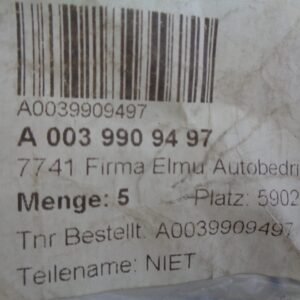 A0039909497
A 003 990 94 97
7741 Firma Elmu Autobedri
Menge: 5 Platz: 5902
Tnr Bestellt: A0039909497
Teilename: NIET